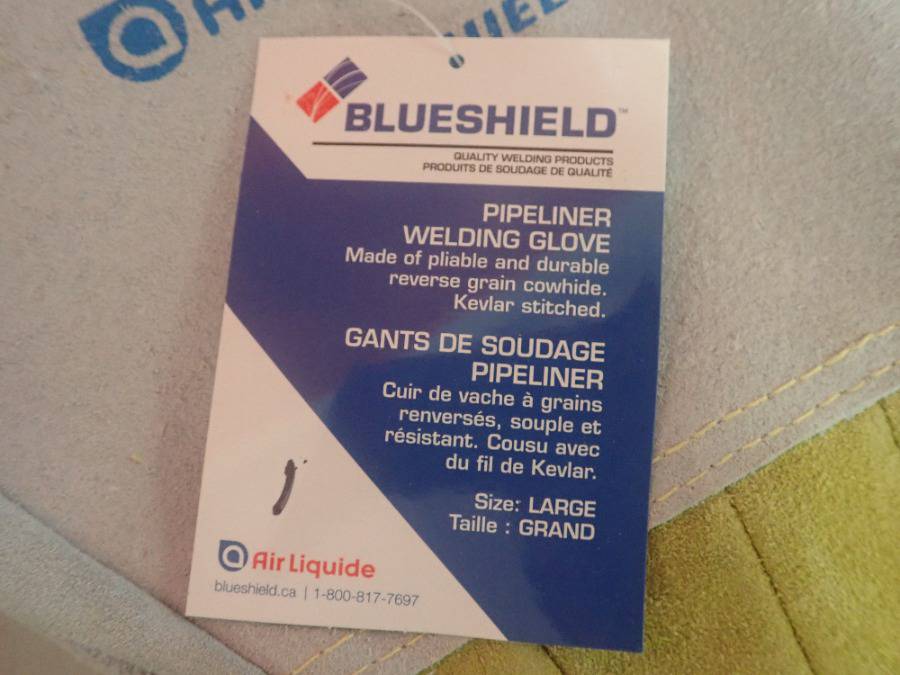 BLUESHIELD™
QUALITY WELDING PRODUCTS
PRODUITS DE SOUDAGE DE QUALITÉ
PIPELINER
WELDING GLOVE
Made of pliable and durable
reverse grain cowhide.
Kevlar stitched.
GANTS DE SOUDAGE
PIPELINER
Cuir de vache à grains
renversés, souple et
résistant. Cousu avec
du fil de Kevlar.
Size: LARGE
Taille : GRAND
Air Liquide
blueshield.ca | 1-800-817-7697